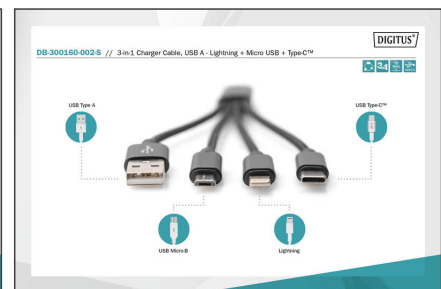 DIGITUS®
DB-300160-002-S // 3-in-1 Charger Cable, USB A - Lightning + Micro USB + Type-C™
USB Type A
USB Type-C™
USB Micro-B
Lightning